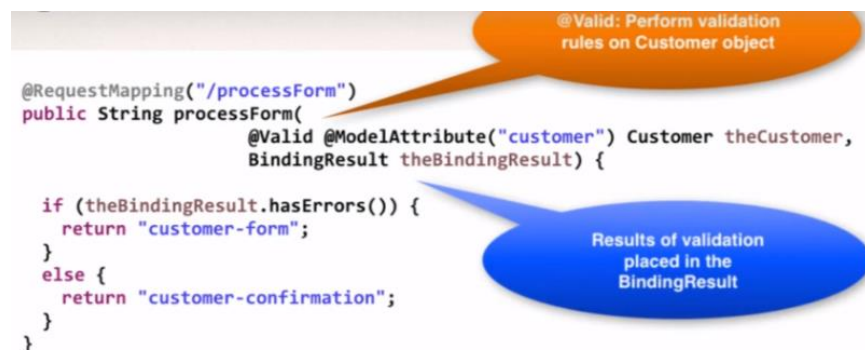 @Valid: Perform validation
rules on Customer object
@RequestMapping("/processForm")
public String processForm(
@Valid @ModelAttribute("customer") Customer theCustomer,
BindingResult theBindingResult) {
if (theBindingResult.hasErrors()) {
return "customer-form";
}
else {
return "customer-confirmation";
}
}
Results of validation
placed in the
BindingResult